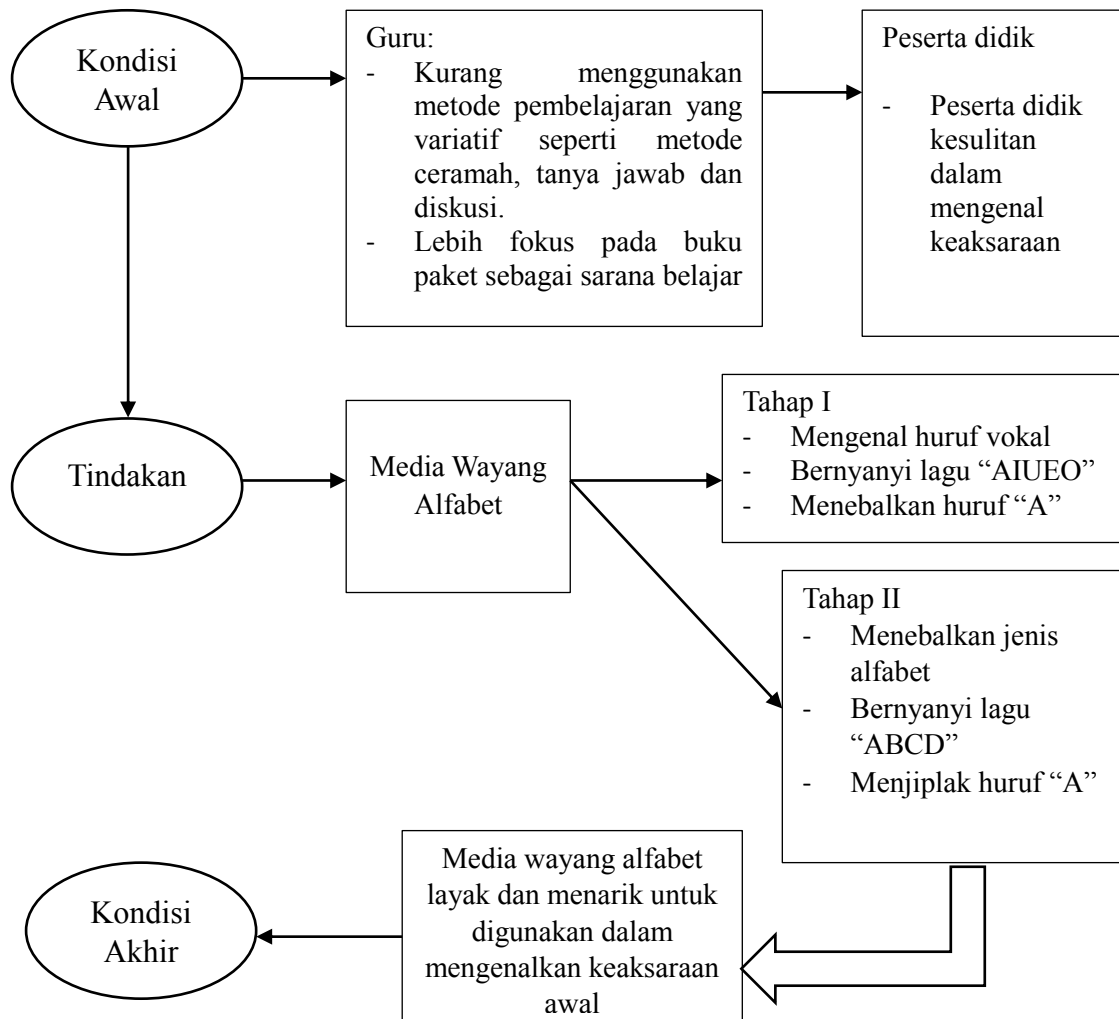 Kondisi
Awal
Guru:
- Kurang menggunakan
metode pembelajaran yang
variatif seperti metode
ceramah, tanya jawab dan
diskusi.
- Lebih fokus pada buku
paket sebagai sarana belajar
Peserta didik
- Peserta didik
kesulitan
dalam
mengenal
keaksaraan
Tindakan
Media Wayang
Alfabet
Tahap I
- Mengenal huruf vokal
- Bernyanyi lagu “AIUEO”
- Menebalkan huruf “A”
Tahap II
- Menebalkan jenis
alfabet
- Bernyanyi lagu
“ABCD”
- Menjiplak huruf “A”
Kondisi
Akhir
Media wayang alfabet
layak dan menarik untuk
digunakan dalam
mengenalkan keaksaraan
awal